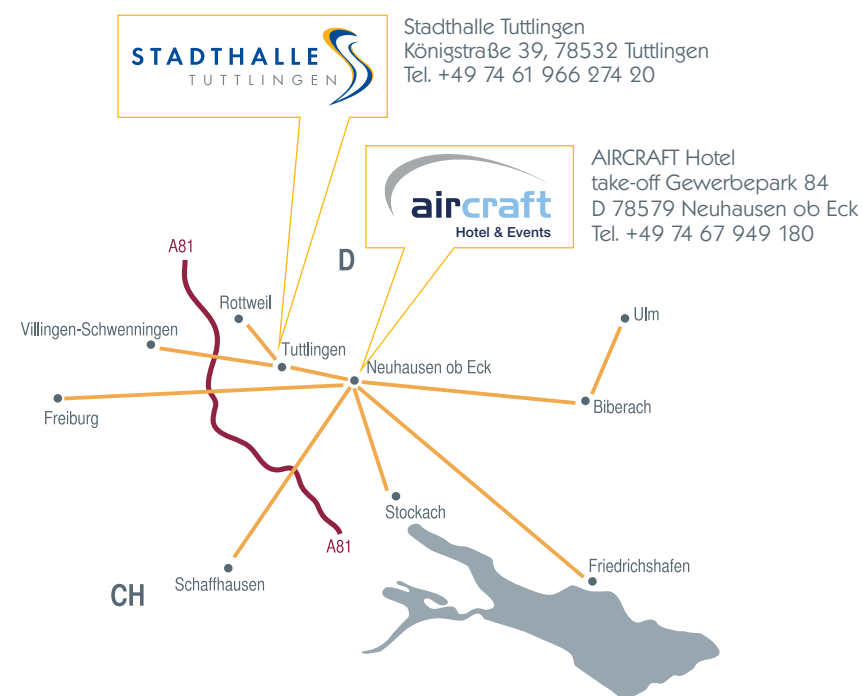 STADTHALLE
TUTTLINGEN
Stadthalle Tuttlingen
Königstraße 39, 78532 Tuttlingen
Tel. +49 74 61 966 274 20
aircraft
Hotel & Events
AIRCRAFT Hotel
take-off Gewerbepark 84
D 78579 Neuhausen ob Eck
Tel. +49 74 67 949 180
A81
D
Rottweil
Ulm
Villingen-Schwenningen
Tuttlingen
Neuhausen ob Eck
Freiburg
Biberach
Stockach
A81
Schaffhausen
Friedrichshafen
CH